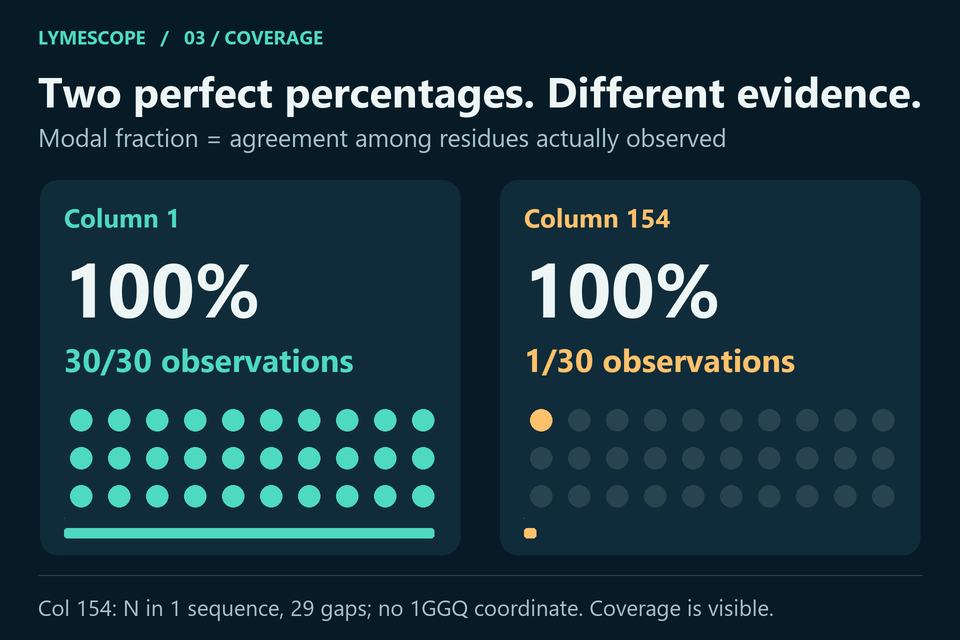 LYMESCOPE / 03 / COVERAGE
Two perfect percentages. Different evidence.
Modal fraction = agreement among residues actually observed
Column 1
100%
30/30 observations
Column 154
100%
1/30 observations
Col 154: N in 1 sequence, 29 gaps; no 1GGQ coordinate. Coverage is visible.